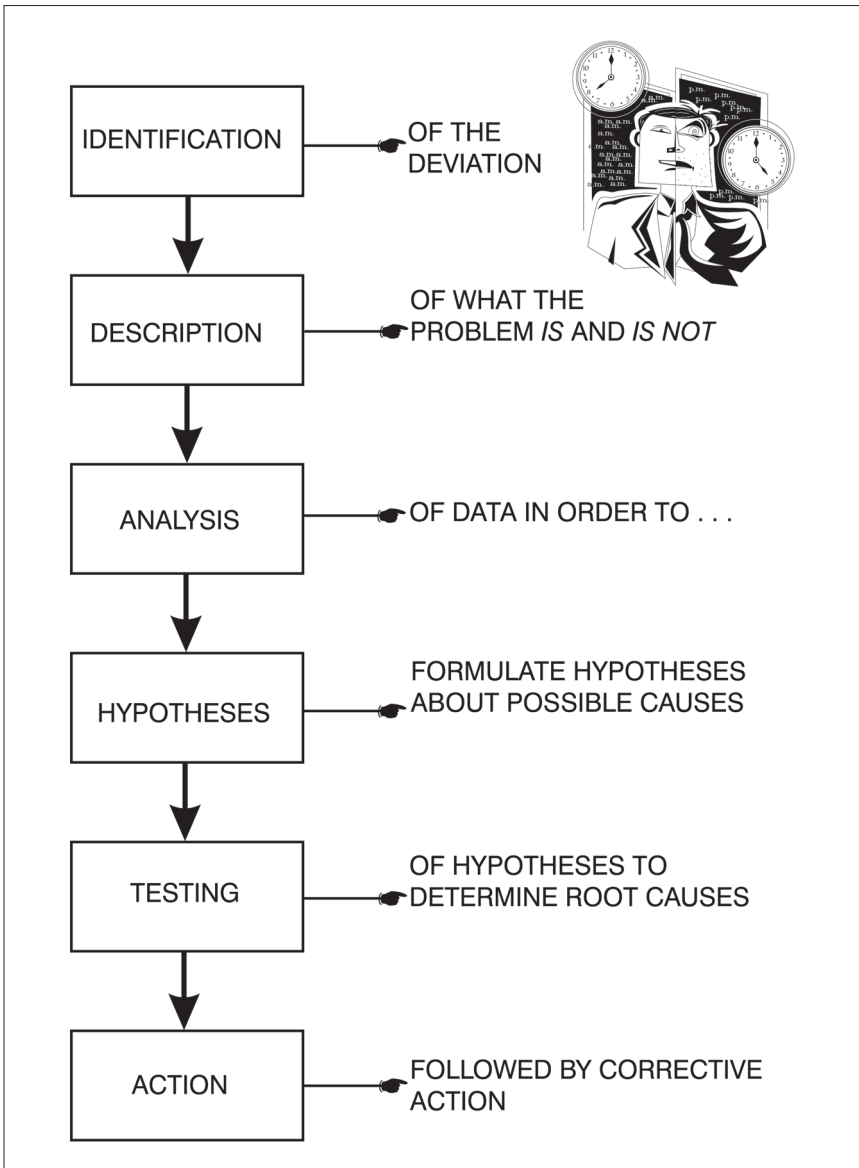 IDENTIFICATION
OF THE
DEVIATION
DESCRIPTION
OF WHAT THE
PROBLEM IS AND IS NOT
ANALYSIS
OF DATA IN ORDER TO . . .
HYPOTHESES
FORMULATE HYPOTHESES
ABOUT POSSIBLE CAUSES
TESTING
OF HYPOTHESES TO
DETERMINE ROOT CAUSES
ACTION
FOLLOWED BY CORRECTIVE
ACTION